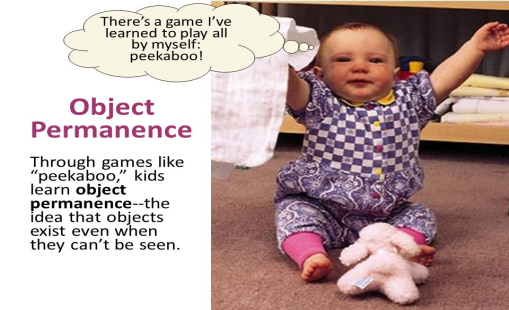 There's a game I've
learned to play all
by myself:
peekaboo!
Object
Permanence
Through games like
“peekaboo,” kids
learn object
permanence--the
idea that objects
exist even when
they can't be seen.